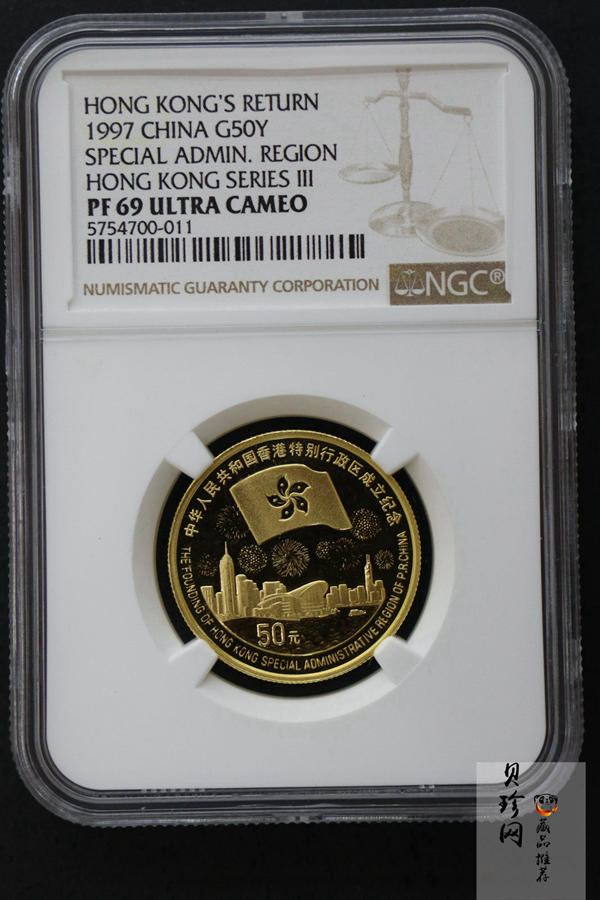 HONG KONG'S RETURN
1997 CHINA G50Y
SPECIAL ADMIN. REGION
HONG KONG SERIES III
PF 69 ULTRA CAMEO
5754700-011
NUMISMATIC GUARANTY CORPORATION
NGC®
中华人民共和国香港特别行政区成立纪念
THE FOUNDING OF HONG KONG SPECIAL ADMINISTRATIVE REGION OF P.R.CHINA
50元
贝珍网
藏品推荐